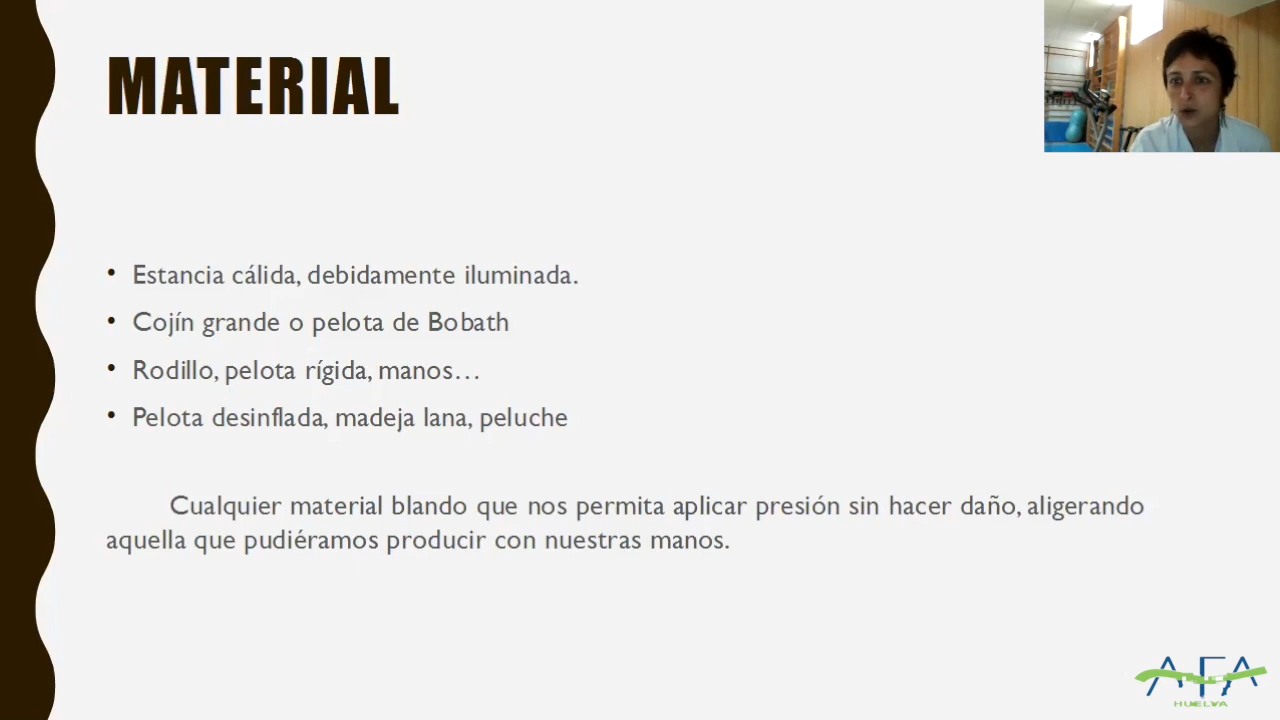 MATERIAL
• Estancia cálida, debidamente iluminada.
• Cojín grande o pelota de Bobath
• Rodillo, pelota rígida, manos…
• Pelota desinflada, madeja lana, peluche
Cualquier material blando que nos permita aplicar presión sin hacer daño, aligerando
aquella que pudiéramos producir con nuestras manos.
AFA
HUELVA